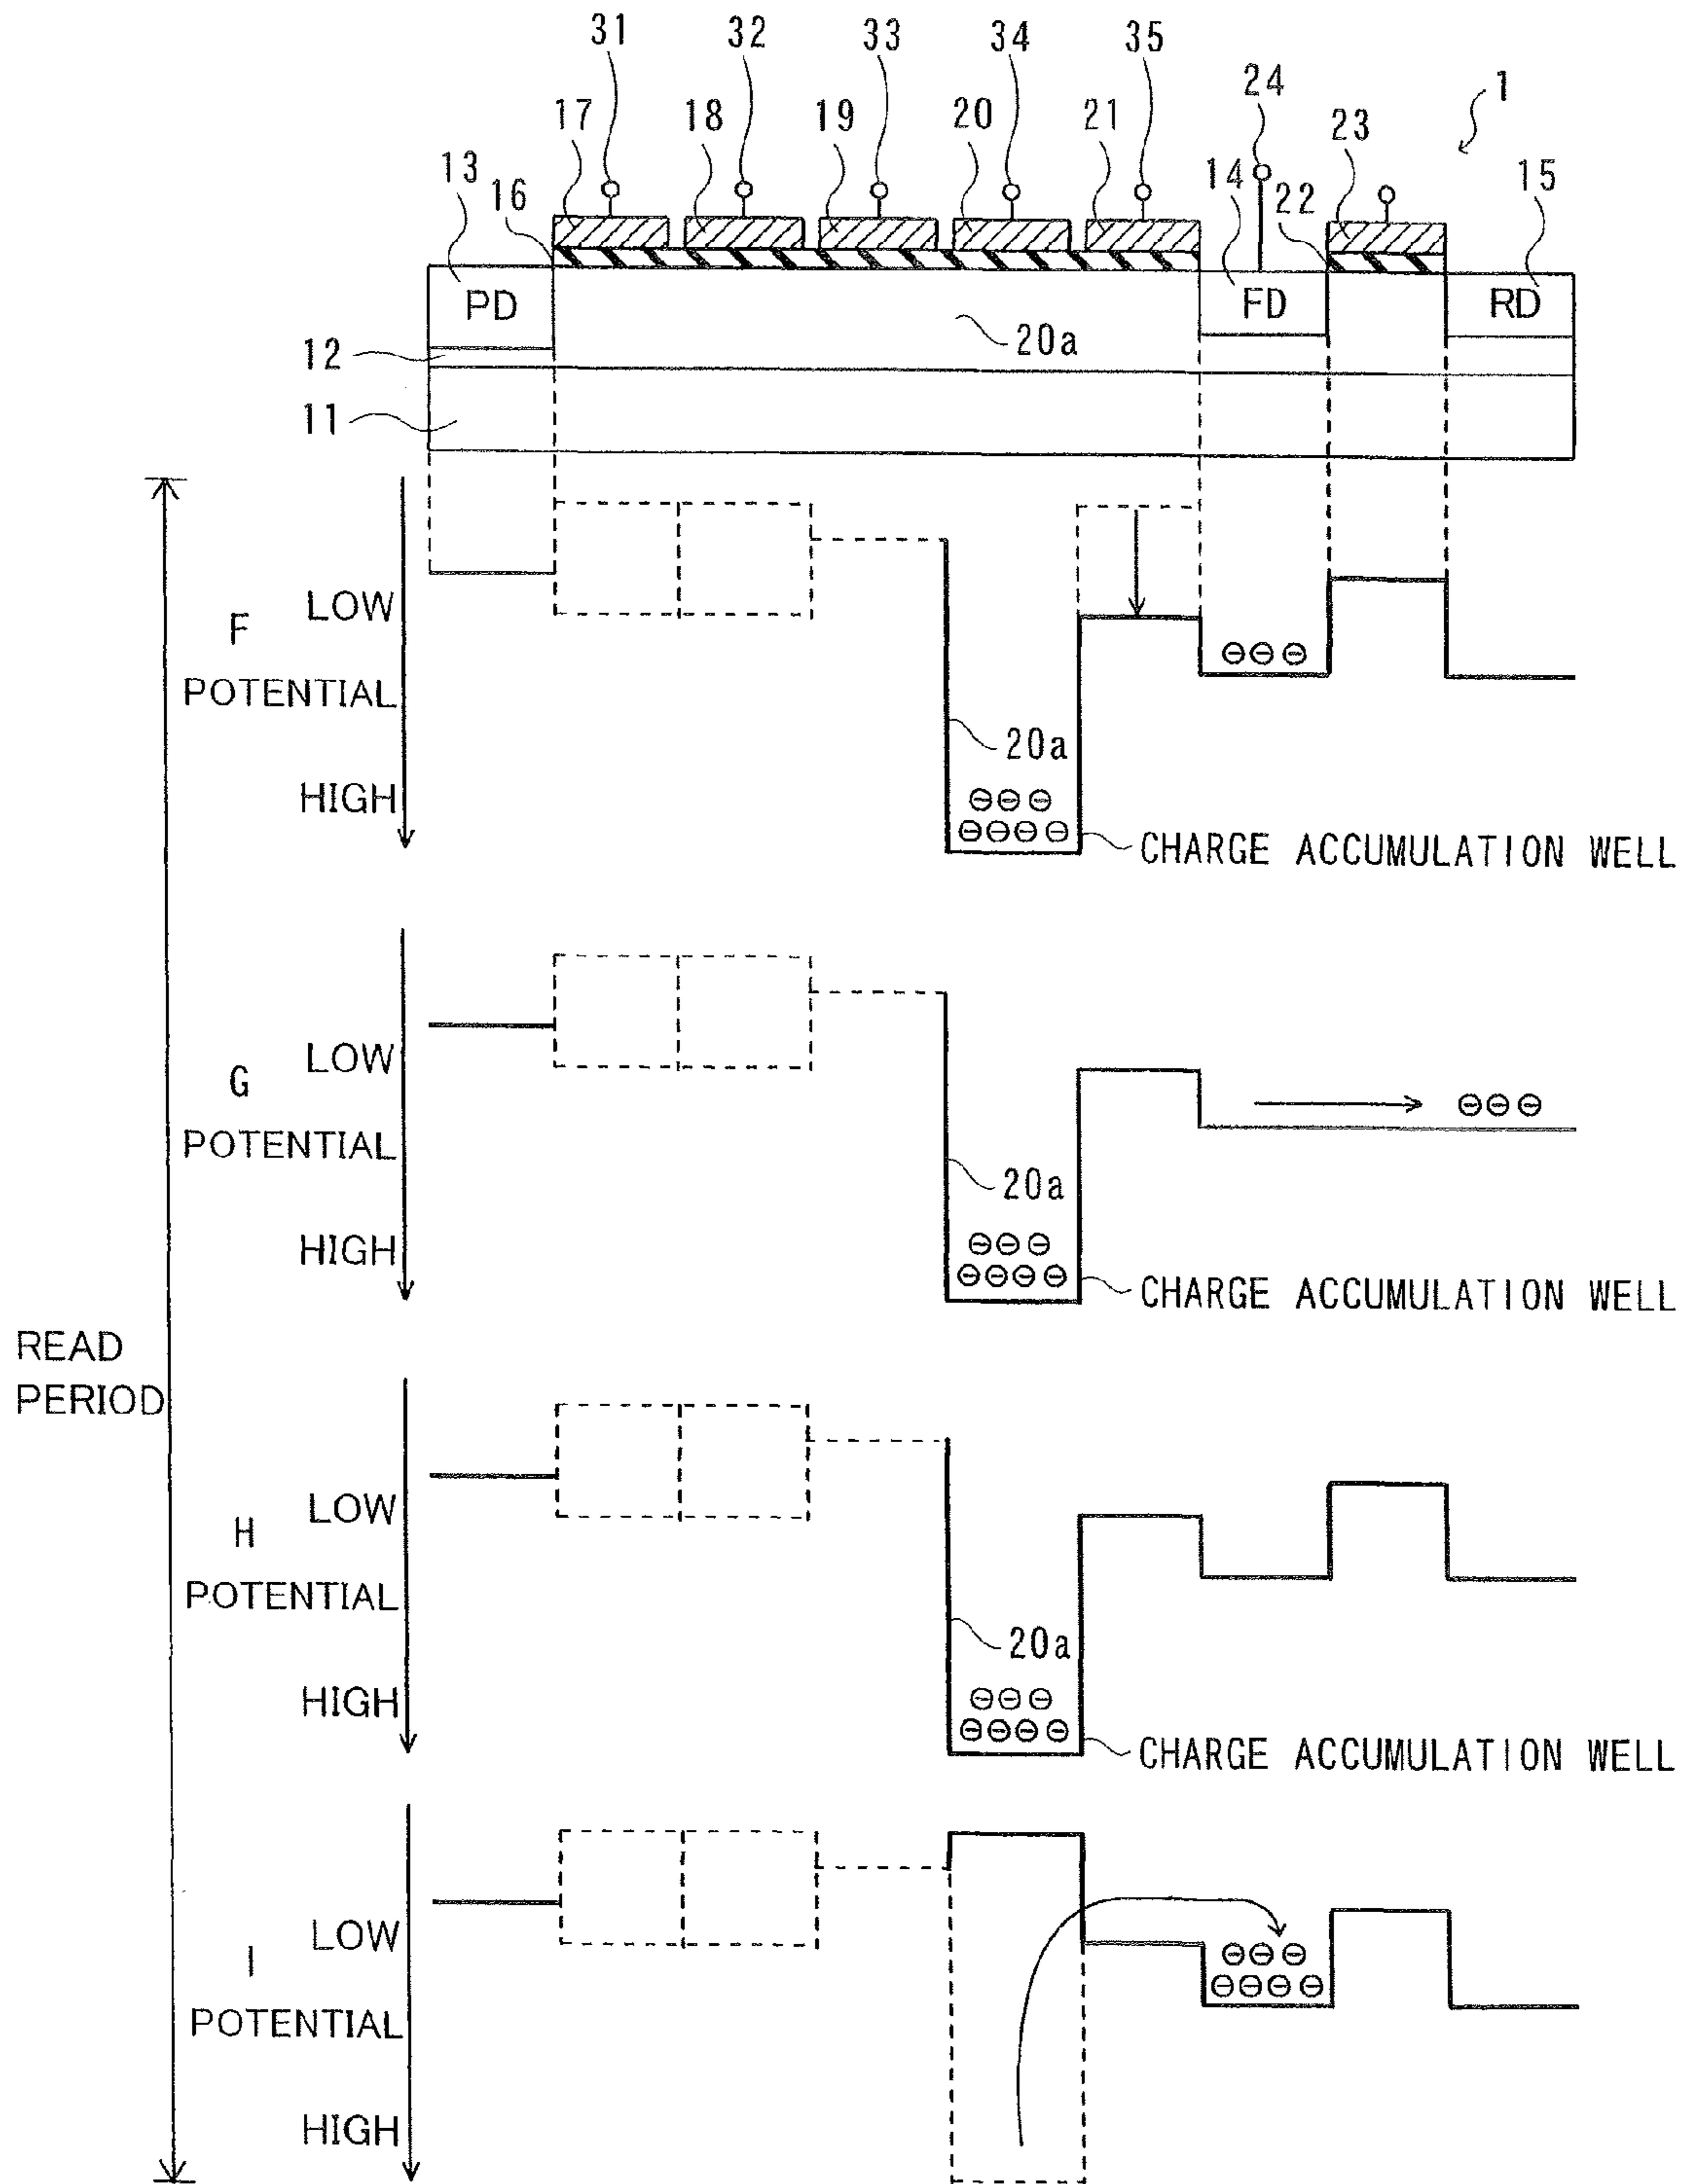 31 32 33 34 35
24 1
17 18 19 20 21 23
13 16 14 22 15
PD FD RD
12 20a
11
F LOW
POTENTIAL
20a
HIGH
CHARGE ACCUMULATION WELL
G LOW
POTENTIAL
20a
HIGH
CHARGE ACCUMULATION WELL
READ
PERIOD
H LOW
POTENTIAL
20a
HIGH
CHARGE ACCUMULATION WELL
I LOW
POTENTIAL
HIGH